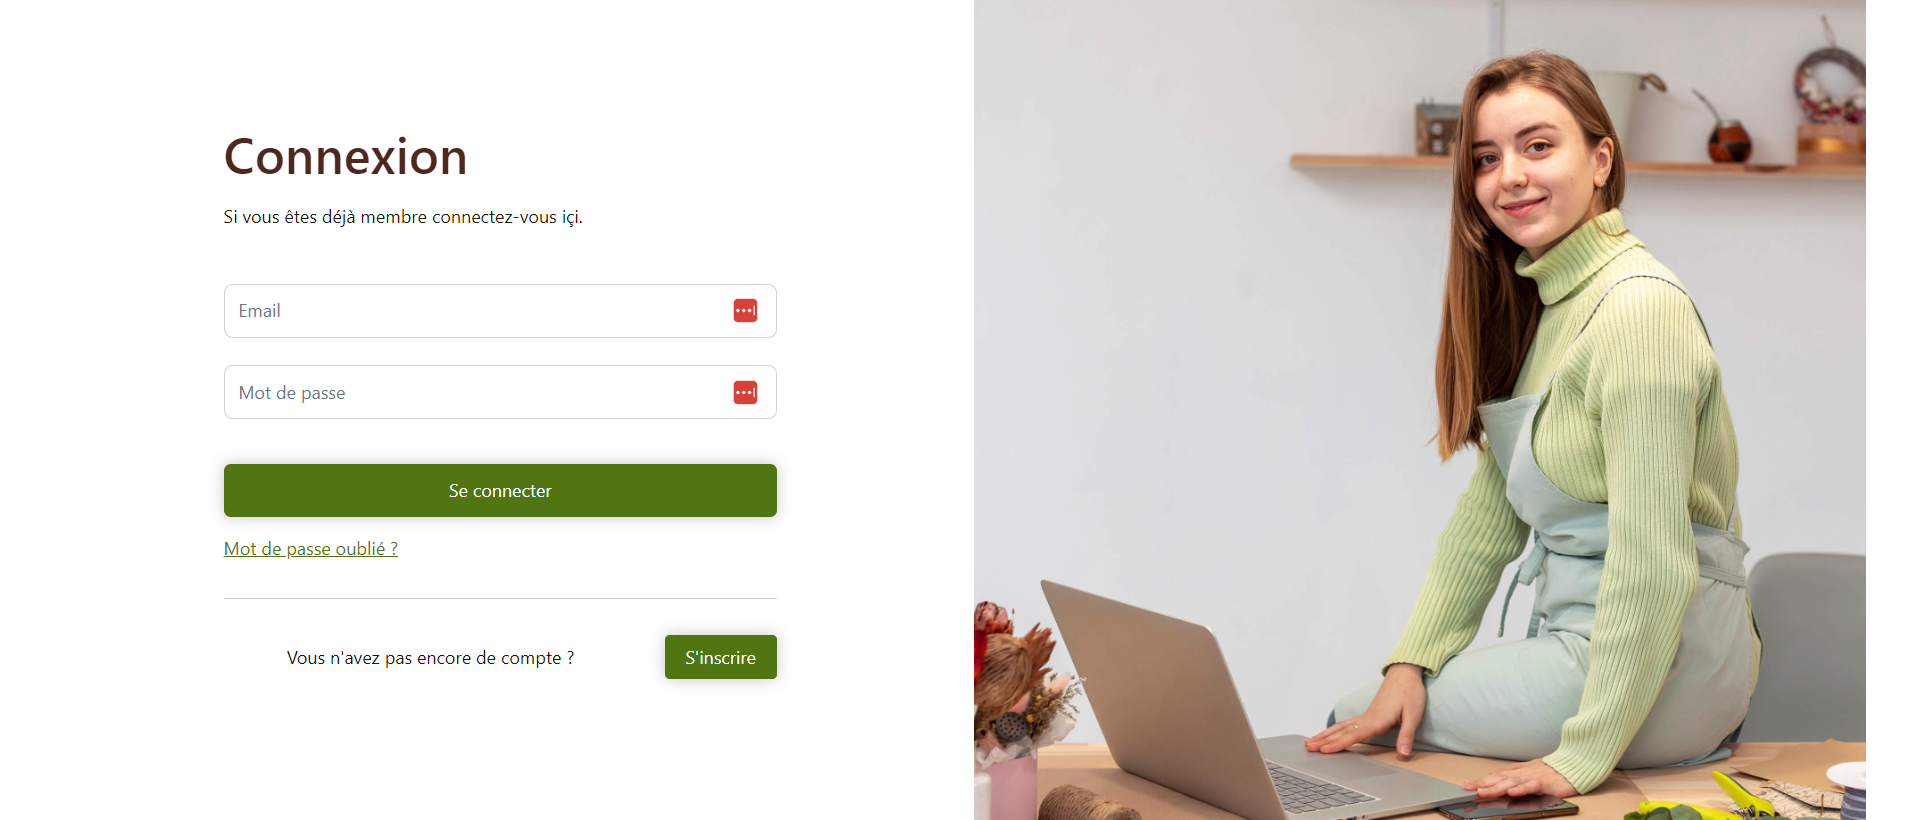 Connexion
Si vous êtes déjà membre connectez-vous içi.
Email
Mot de passe
Se connecter
Mot de passe oublié ?
Vous n'avez pas encore de compte ?
S'inscrire